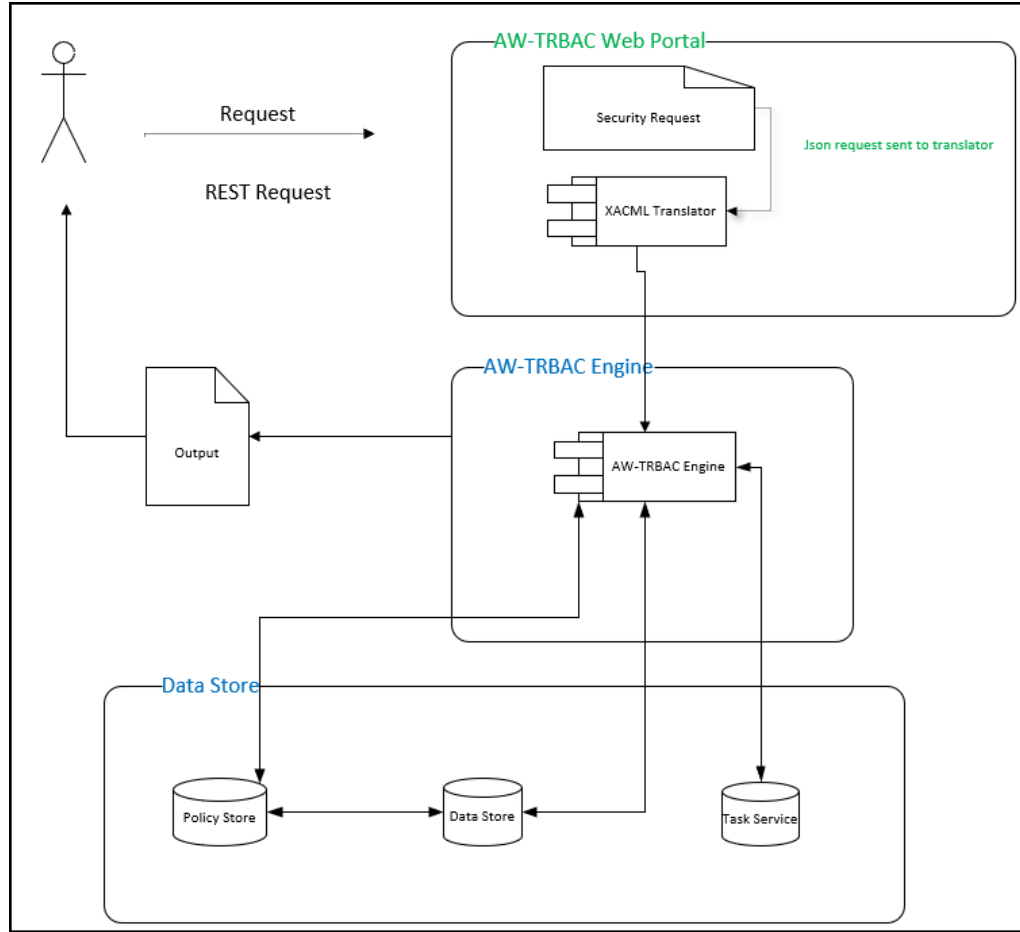 AW-TRBAC Web Portal
Request
Security Request
Json request sent to translator
REST Request
XACML Translator
AW-TRBAC Engine
Output
AW-TRBAC Engine
Data Store
Policy Store
Data Store
Task Service